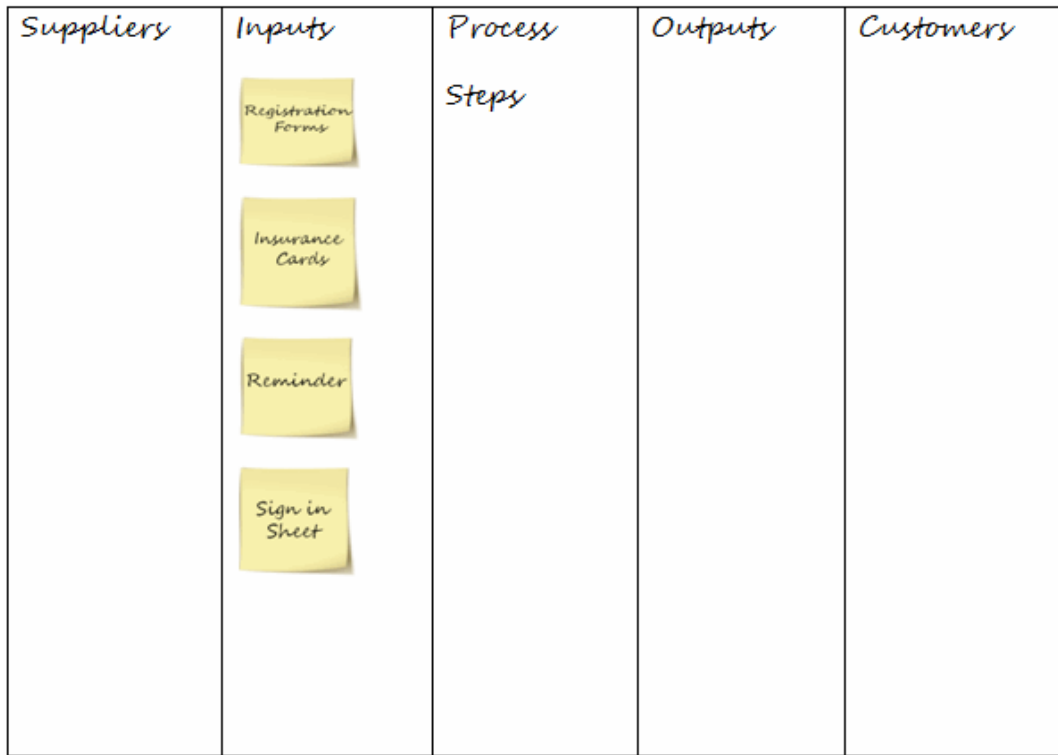 Suppliers
Inputs
Process
Outputs
Customers
Steps
Registration
Forms
Insurance
Cards
Reminder
Sign in
Sheet